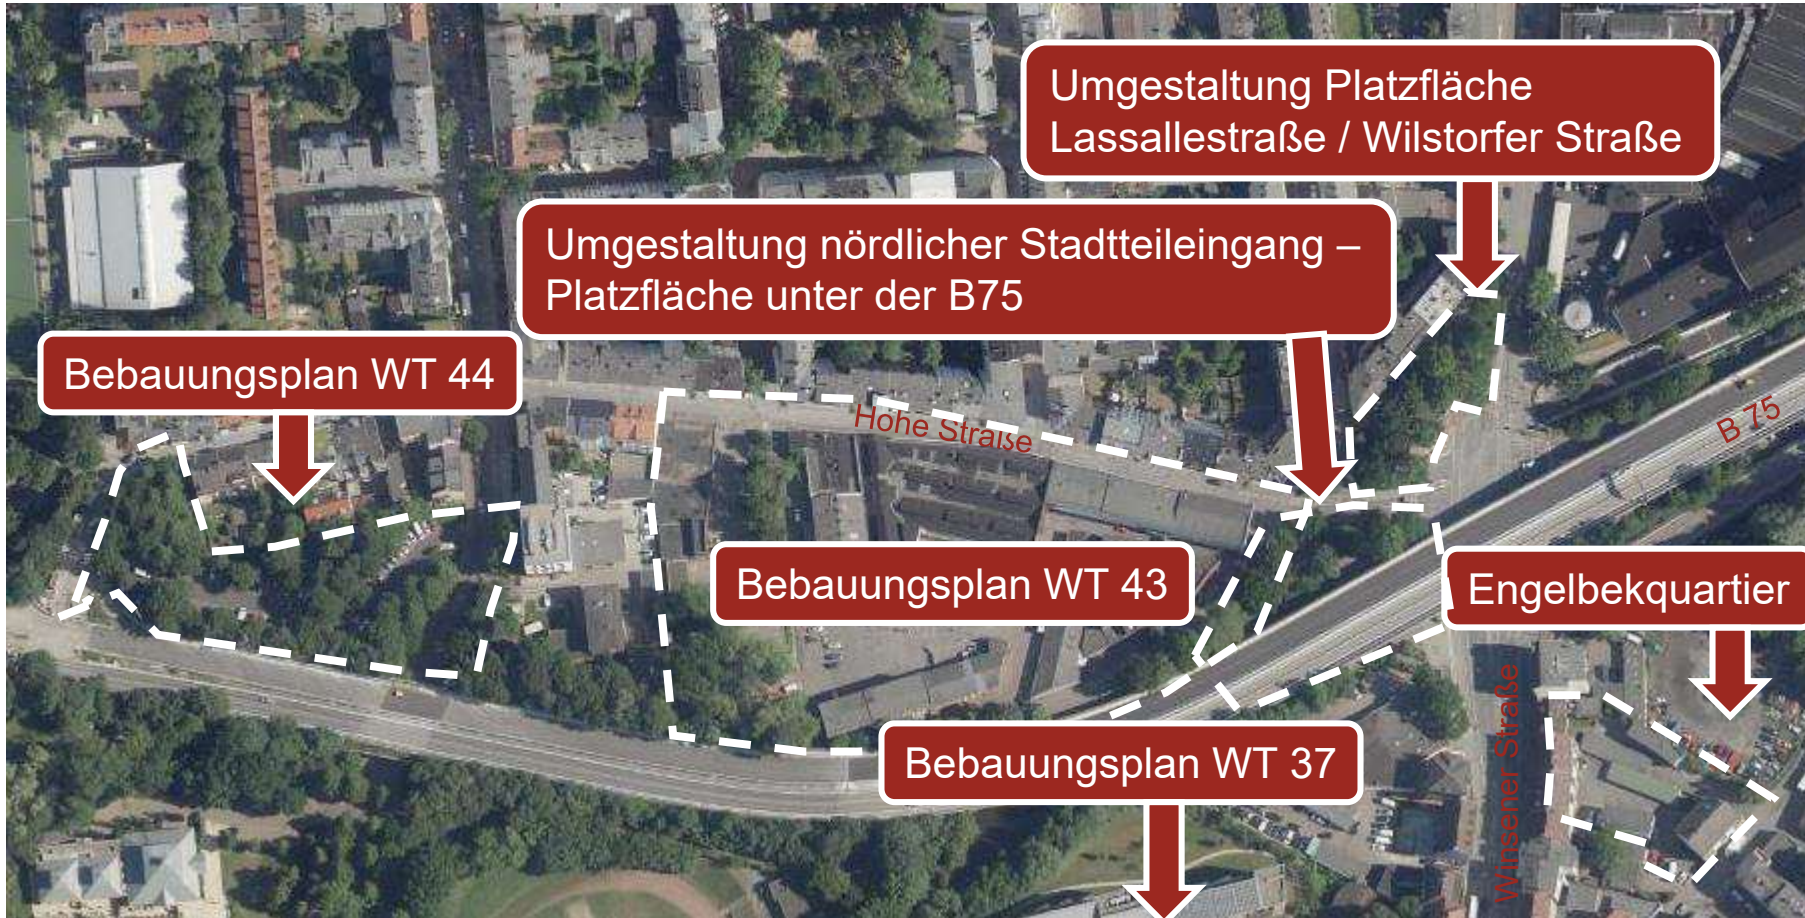 Umgestaltung Platzfläche
Lassallestraße / Wilstorfer Straße
Umgestaltung nördlicher Stadtteileingang –
Platzfläche unter der B75
Bebauungsplan WT 44
Hohe Straße
B 75
Bebauungsplan WT 43
Engelbekquartier
Winsener Straße
Bebauungsplan WT 37